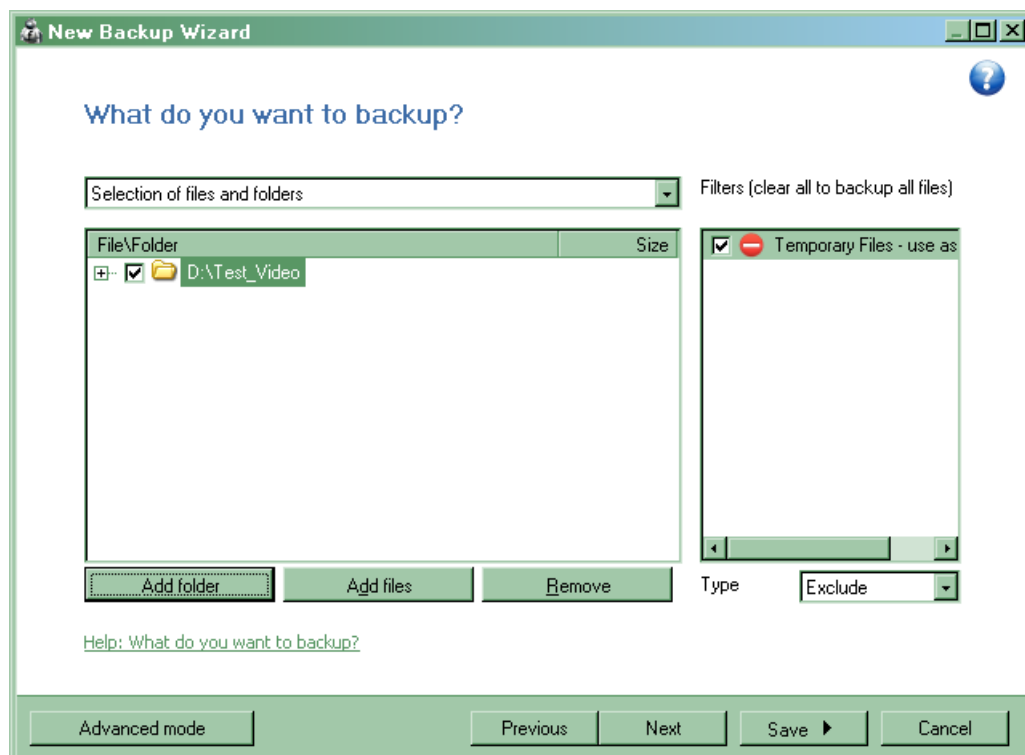 New Backup Wizard
What do you want to backup?
Selection of files and folders
Filters (clear all to backup all files)
File\Folder Size
Temporary Files - use as
D:\Test_Video
Add folder Add files Remove
Type Exclude
Help: What do you want to backup?
Advanced mode Previous Next Save Cancel